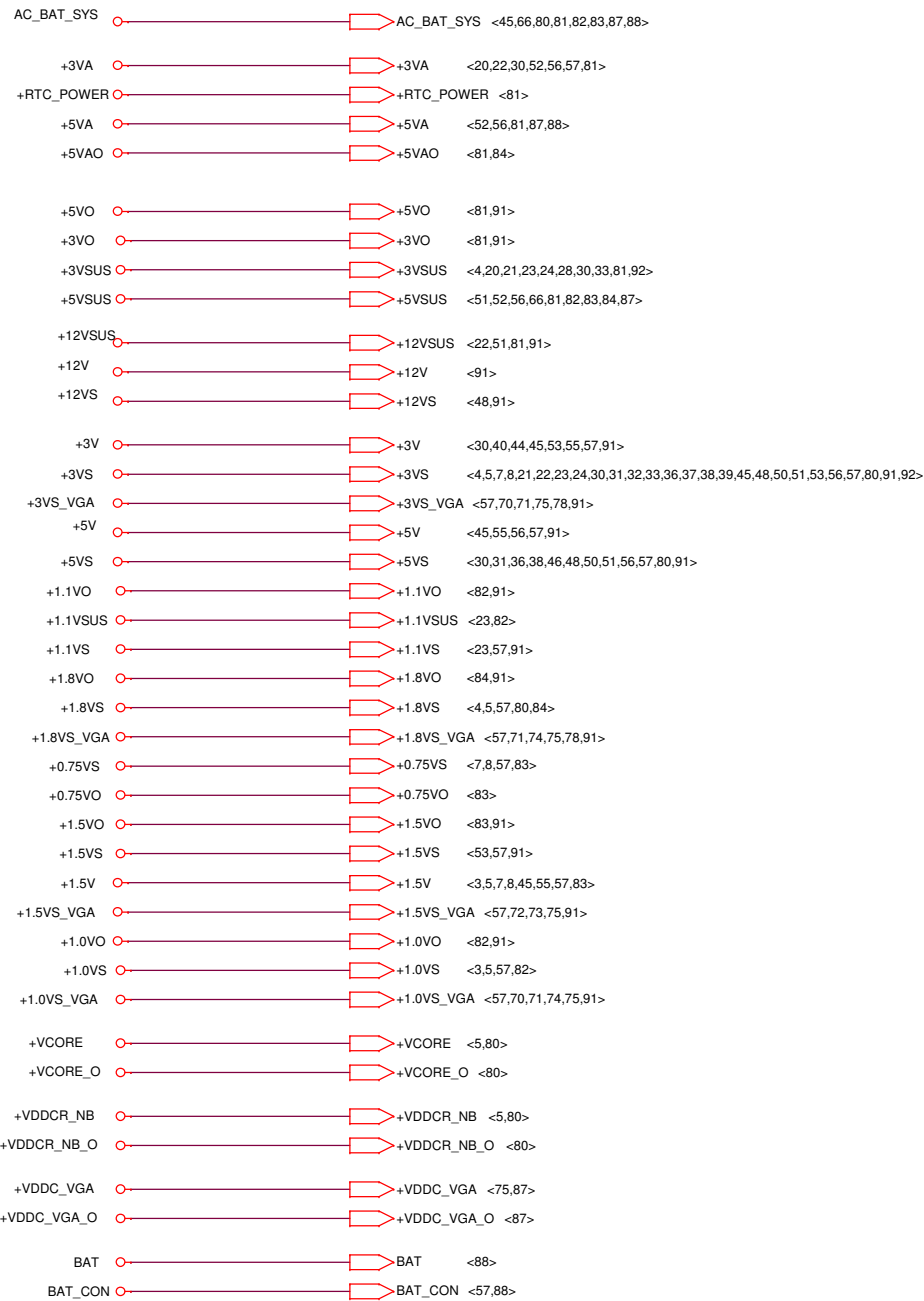 AC_BAT_SYS AC_BAT_SYS <45,66,80,81,82,83,87,88>
+3VA +3VA <20,22,30,52,56,57,81>
+RTC_POWER +RTC_POWER <81>
+5VA +5VA <52,56,81,87,88>
+5VAO +5VAO <81,84>
+5VO +5VO <81,91>
+3VO +3VO <81,91>
+3VSUS +3VSUS <4,20,21,23,24,28,30,33,81,92>
+5VSUS +5VSUS <51,52,56,66,81,82,83,84,87>
+12VSUS +12VSUS <22,51,81,91>
+12V +12V <91>
+12VS +12VS <48,91>
+3V +3V <30,40,44,45,53,55,57,91>
+3VS +3VS <4,5,7,8,21,22,23,24,30,31,32,33,36,37,38,39,45,48,50,51,53,56,57,80,91,92>
+3VS_VGA +3VS_VGA <57,70,71,75,78,91>
+5V +5V <45,55,56,57,91>
+5VS +5VS <30,31,36,38,46,48,50,51,56,57,80,91>
+1.1VO +1.1VO <82,91>
+1.1VSUS +1.1VSUS <23,82>
+1.1VS +1.1VS <23,57,91>
+1.8VO +1.8VO <84,91>
+1.8VS +1.8VS <4,5,57,80,84>
+1.8VS_VGA +1.8VS_VGA <57,71,74,75,78,91>
+0.75VS +0.75VS <7,8,57,83>
+0.75VO +0.75VO <83>
+1.5VO +1.5VO <83,91>
+1.5VS +1.5VS <53,57,91>
+1.5V +1.5V <3,5,7,8,45,55,57,83>
+1.5VS_VGA +1.5VS_VGA <57,72,73,75,91>
+1.0VO +1.0VO <82,91>
+1.0VS +1.0VS <3,5,57,82>
+1.0VS_VGA +1.0VS_VGA <57,70,71,74,75,91>
+VCORE +VCORE <5,80>
+VCORE_O +VCORE_O <80>
+VDDCR_NB +VDDCR_NB <5,80>
+VDDCR_NB_O +VDDCR_NB_O <80>
+VDDC_VGA +VDDC_VGA <75,87>
+VDDC_VGA_O +VDDC_VGA_O <87>
BAT BAT <88>
BAT_CON BAT_CON <57,88>